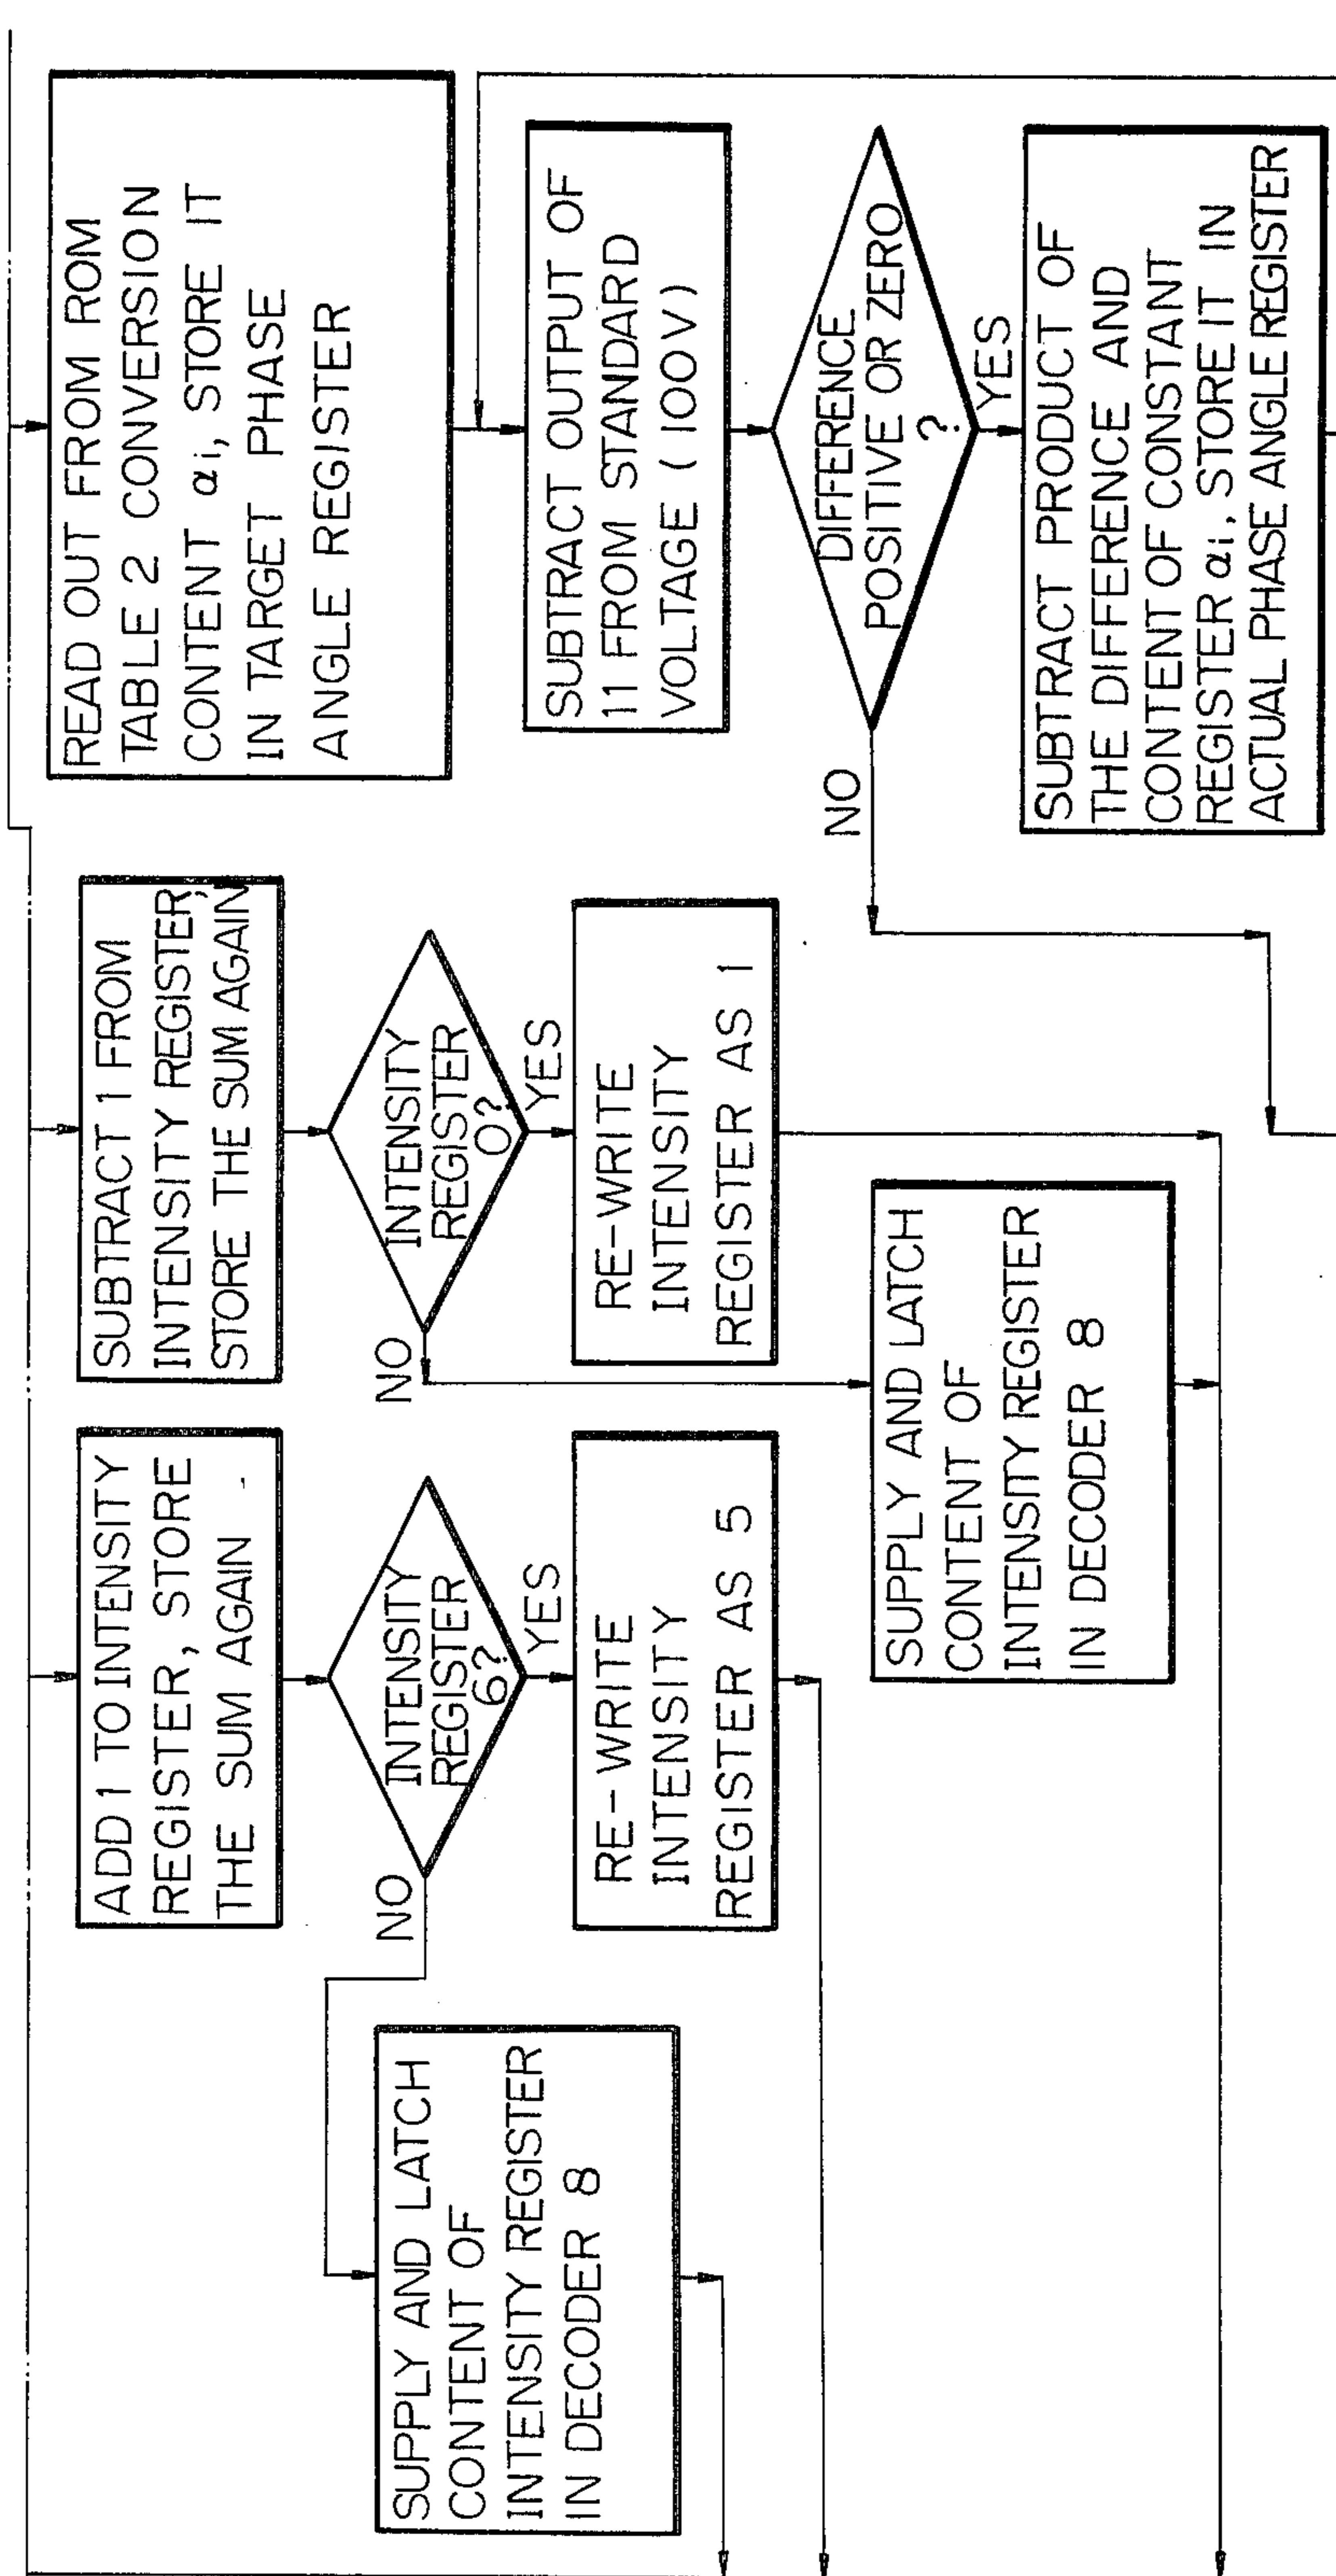 SUPPLY AND LATCH
CONTENT OF
INTENSITY REGISTER
IN DECODER 8
ADD 1 TO INTENSITY
REGISTER, STORE
THE SUM AGAIN
INTENSITY
REGISTER
6?
NO
YES
RE-WRITE
INTENSITY
REGISTER AS 5
SUBTRACT 1 FROM
INTENSITY REGISTER,
STORE THE SUM AGAIN
INTENSITY
REGISTER
0?
NO
YES
RE-WRITE
INTENSITY
REGISTER AS 1
SUPPLY AND LATCH
CONTENT OF
INTENSITY REGISTER
IN DECODER 8
READ OUT FROM ROM
TABLE 2 CONVERSION
CONTENT αi, STORE IT
IN TARGET PHASE
ANGLE REGISTER
SUBTRACT OUTPUT OF
11 FROM STANDARD
VOLTAGE (100V)
DIFFERENCE
POSITIVE OR ZERO
?
NO
YES
SUBTRACT PRODUCT OF
THE DIFFERENCE AND
CONTENT OF CONSTANT
REGISTER αi, STORE IT IN
ACTUAL PHASE ANGLE REGISTER